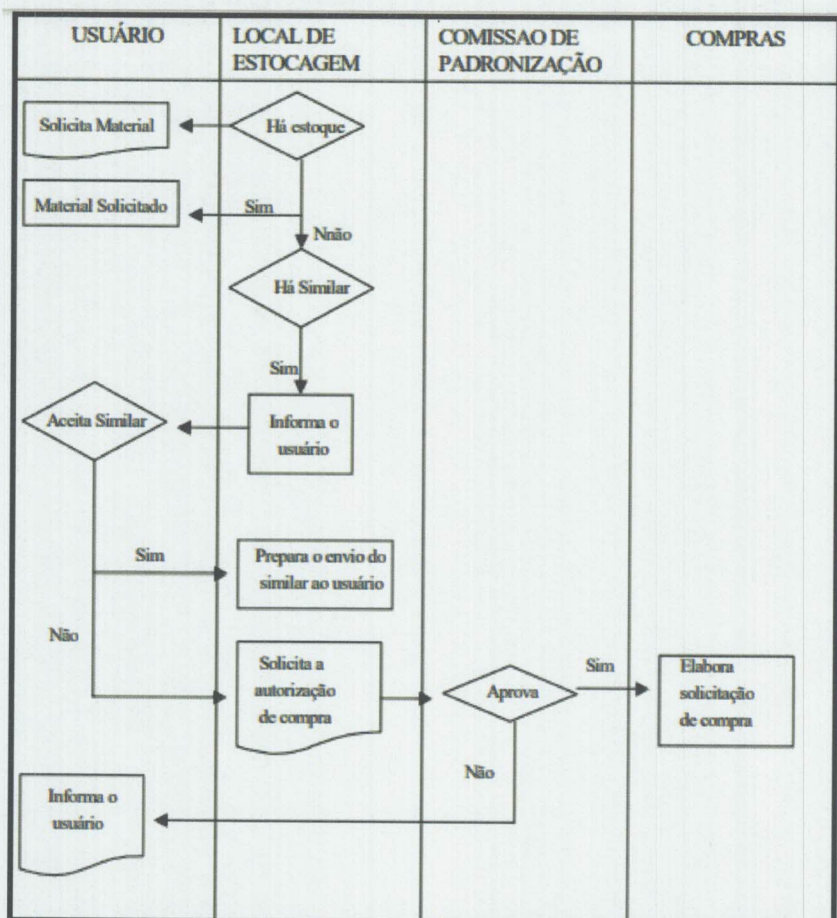 USUÁRIO
LOCAL DE
ESTOCAGEM
COMISSAO DE
PADRONIZAÇÃO
COMPRAS
Solicita Material
Há estoque
Material Solicitado
Sim
Nnão
Há Similar
Sim
Aceita Similar
Informa o
usuário
Sim
Prepara o envio do
similar ao usuário
Não
Solicita a
autorização
de compra
Aprova
Sim
Elabora
solicitação
de compra
Não
Informa o
usuário